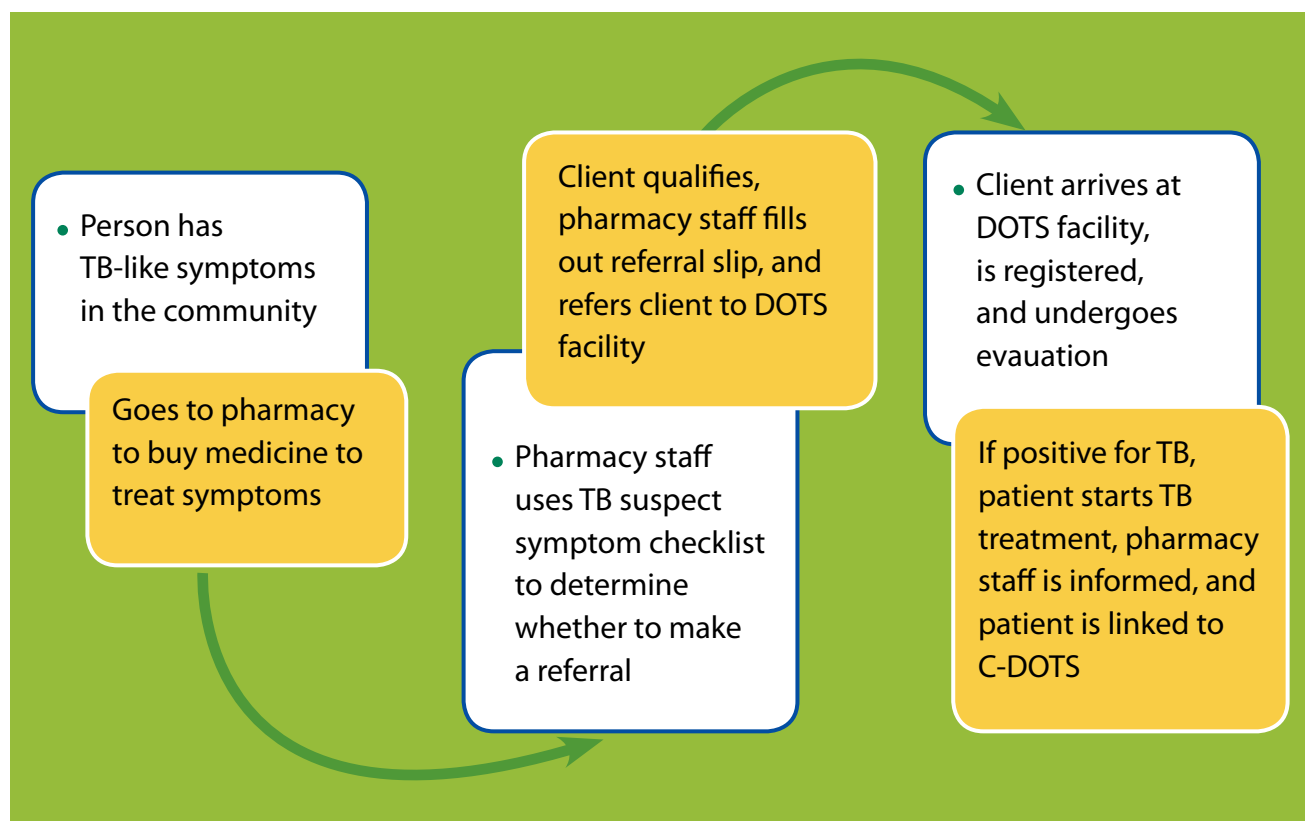 • Person has
TB-like symptoms
in the community
Goes to pharmacy
to buy medicine to
treat symptoms
• Pharmacy staff
uses TB suspect
symptom checklist
to determine
whether to make
a referral
Client qualifies,
pharmacy staff fills
out referral slip, and
refers client to DOTS
facility
• Client arrives at
DOTS facility,
is registered,
and undergoes
evauation
If positive for TB,
patient starts TB
treatment, pharmacy
staff is informed, and
patient is linked to
C-DOTS